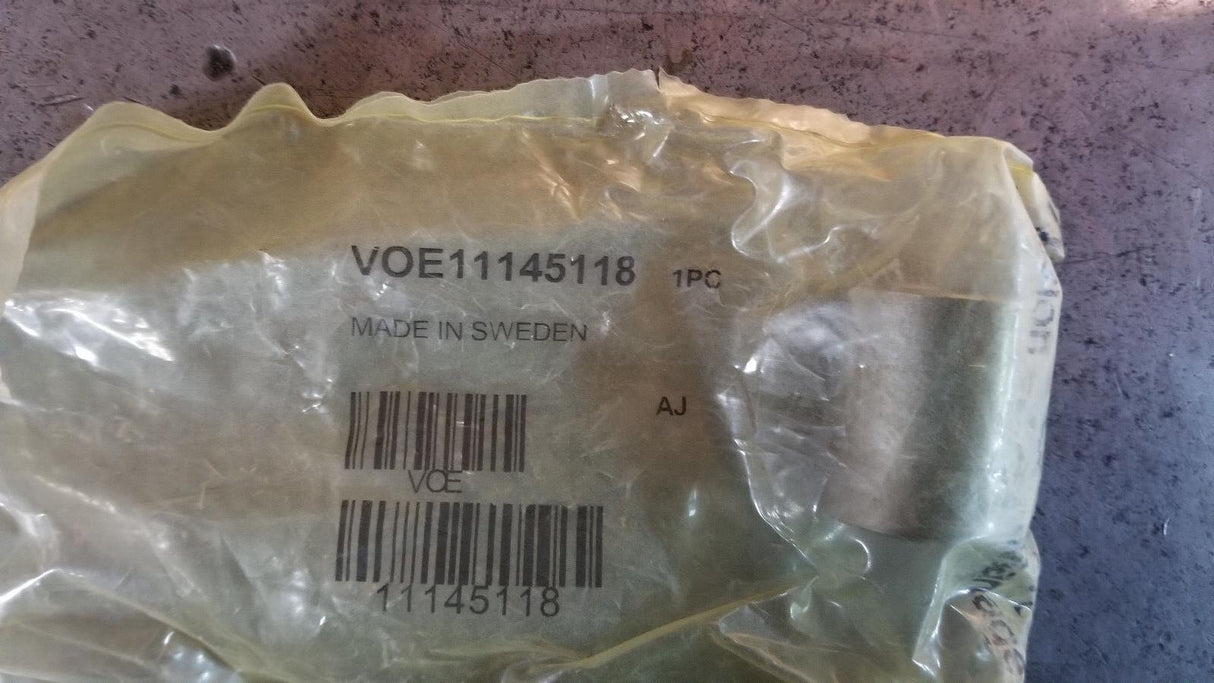 VOE11145118 1PC
MADE IN SWEDEN
AJ
VOE
11145118